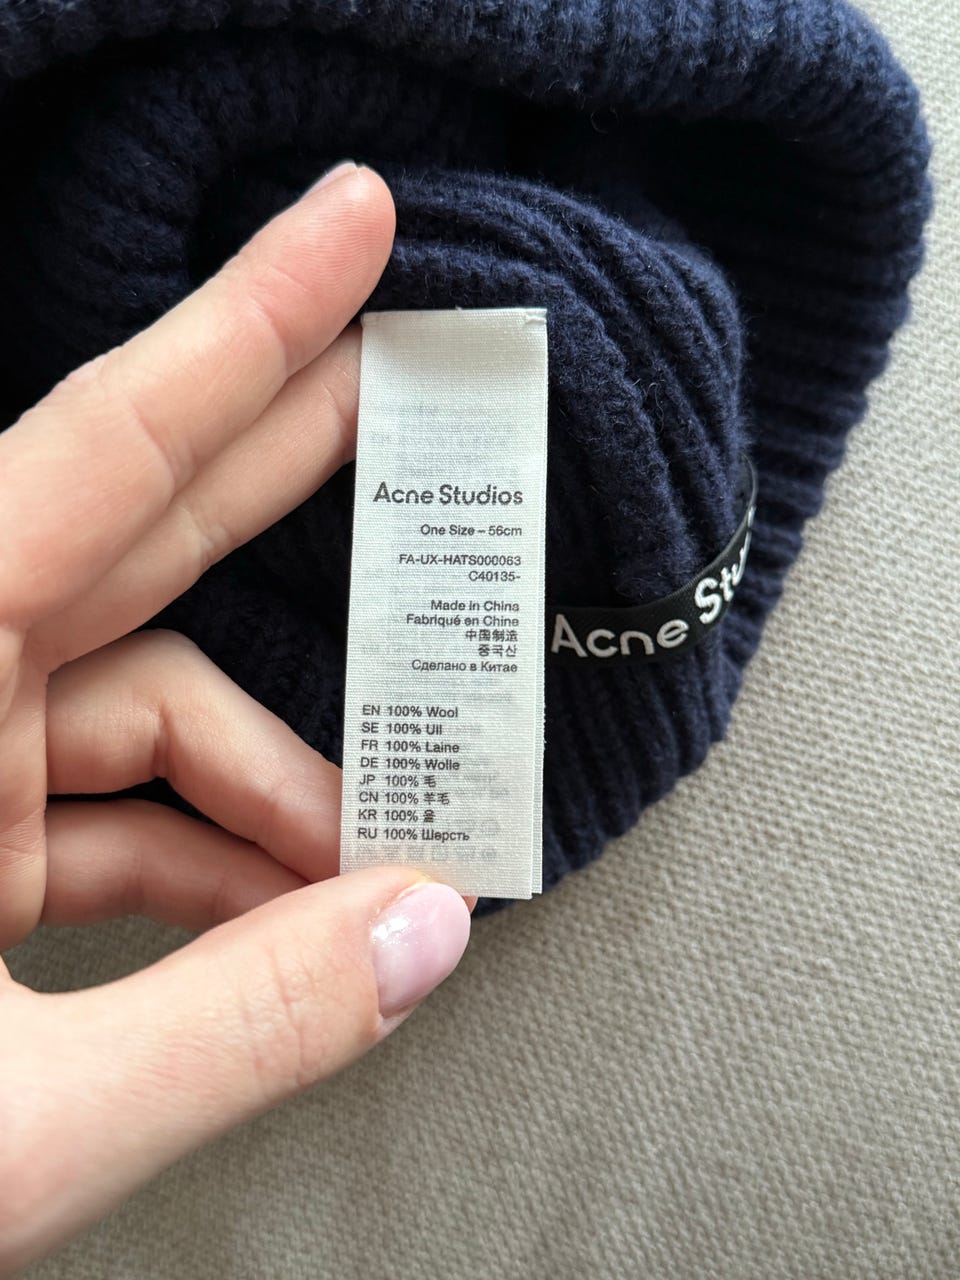 Acne Studios
One Size – 56cm
FA-UX-HATS000063
C40135-
Made in China
Fabriqué en Chine
中国制造
중국산
Сделано в Китае
EN 100% Wool
SE 100% Ull
FR 100% Laine
DE 100% Wolle
JP 100% 毛
CN 100% 羊毛
KR 100% 울
RU 100% Шерсть
Acne Stu